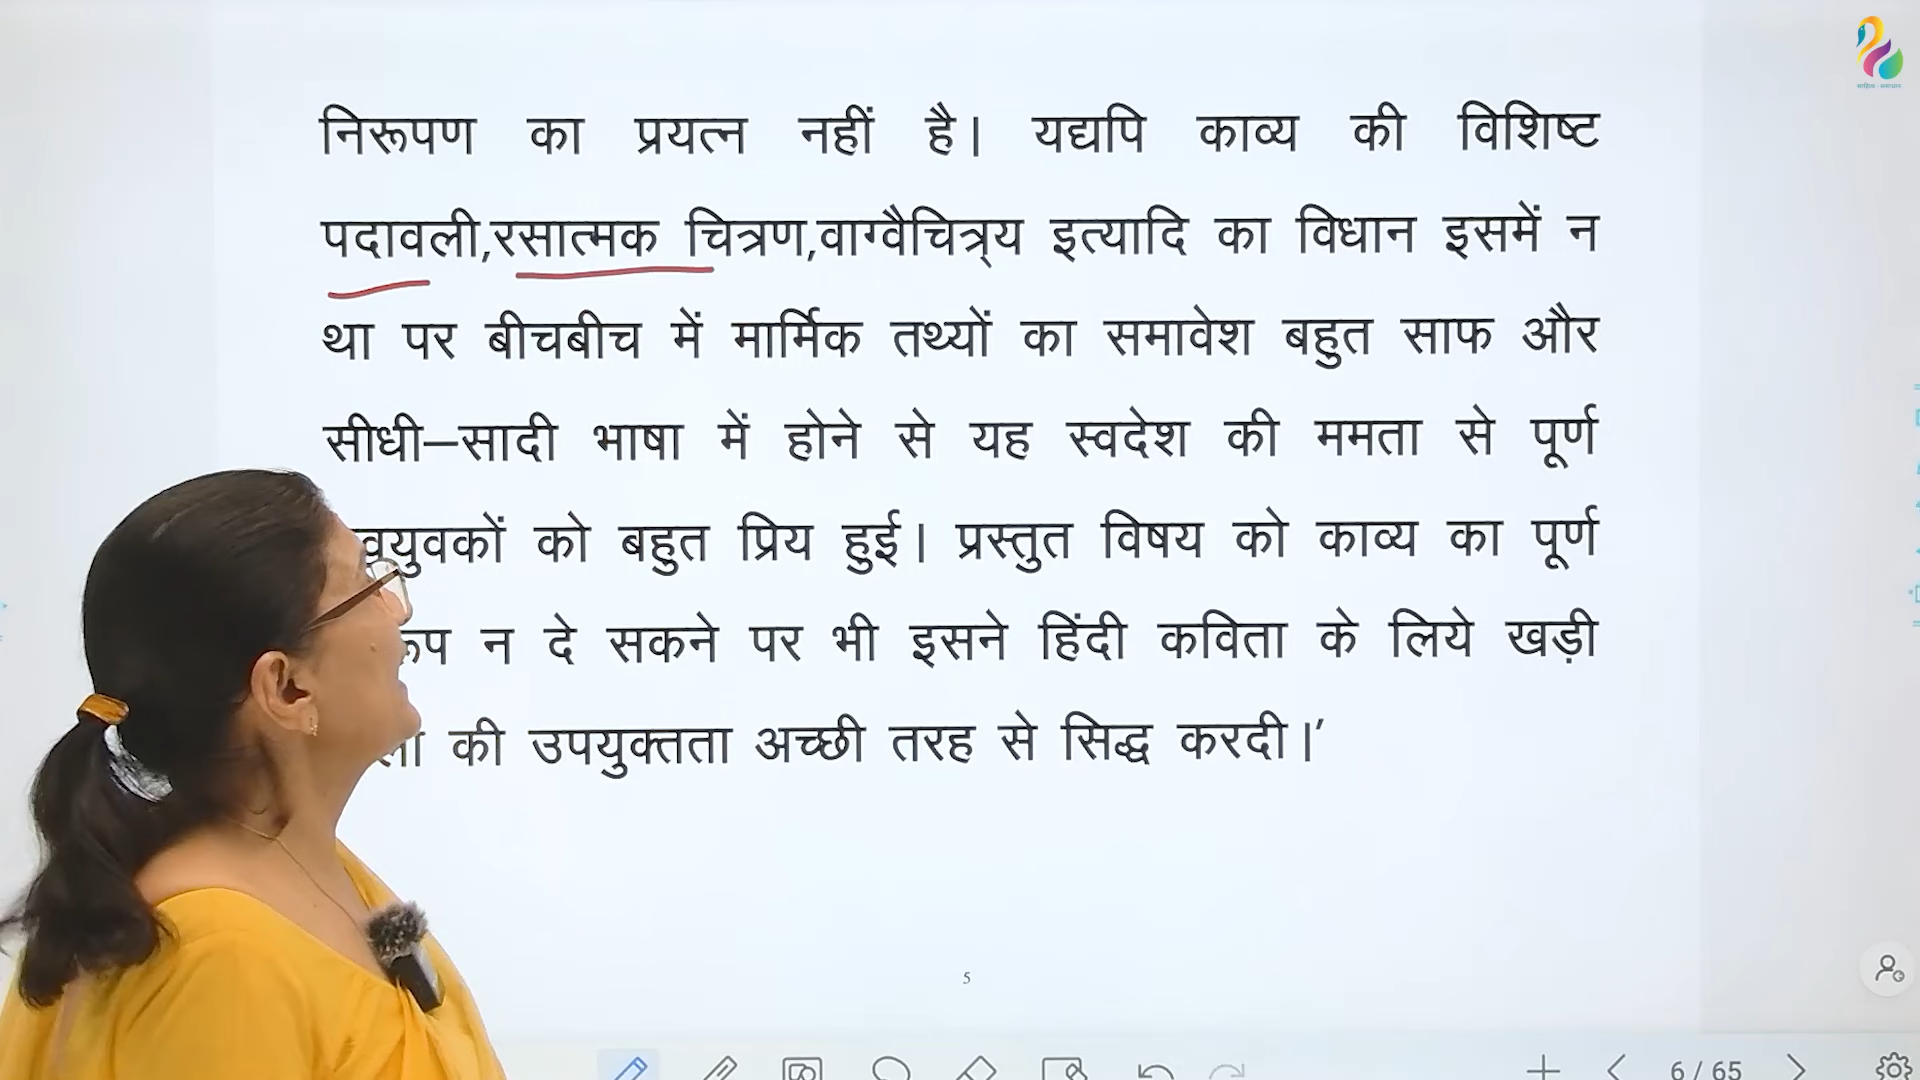 निरूपण का प्रयत्न नहीं है। यद्यपि काव्य की विशिष्ट
पदावली,रसात्मक चित्रण,वाग्वैचित्र्य इत्यादि का विधान इसमें न
था पर बीचबीच में मार्मिक तथ्यों का समावेश बहुत साफ और
सीधी–सादी भाषा में होने से यह स्वदेश की ममता से पूर्ण
को बहुत प्रिय हुई। प्रस्तुत विषय को काव्य का पूर्ण
न दे सकने पर भी इसने हिंदी कविता के लिये खड़ी
की उपयुक्तता अच्छी तरह से सिद्ध करदी।’
5
6 / 65